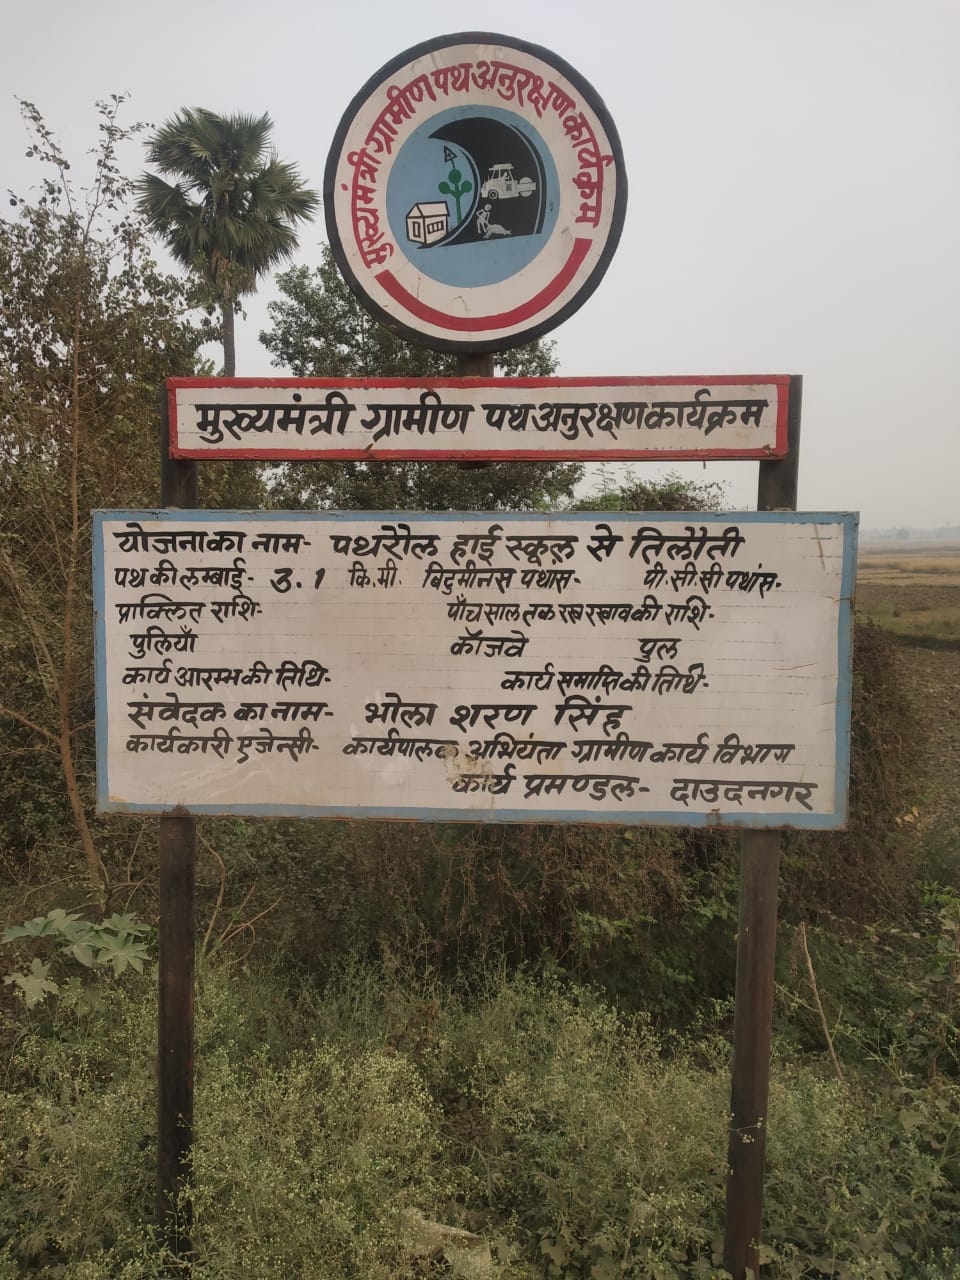 मुख्यमंत्री ग्रामीण पथ अनुरक्षण कार्यक्रम
मुख्यमंत्री ग्रामीण पथ अनुरक्षण कार्यक्रम
योजना का नाम- पथरौल हाई स्कूल से तिलौती
पथ की लम्बाई- 3.1 कि.मी. बिटुमीनस पथांस- पी.सी.सी पथांस-
प्राक्लित राशि- पाँच साल तक रख रखाव की राशि-
पुलियाँ कॉजवे पुल
कार्य आरम्भ की तिथि- कार्य समाप्ति की तिथि-
संवेदक का नाम- भोला शरण सिंह
कार्यकारी एजेन्सी- कार्यपालक अभियंता ग्रामीण कार्य विभाग
कार्य प्रमण्डल- दाउदनगर